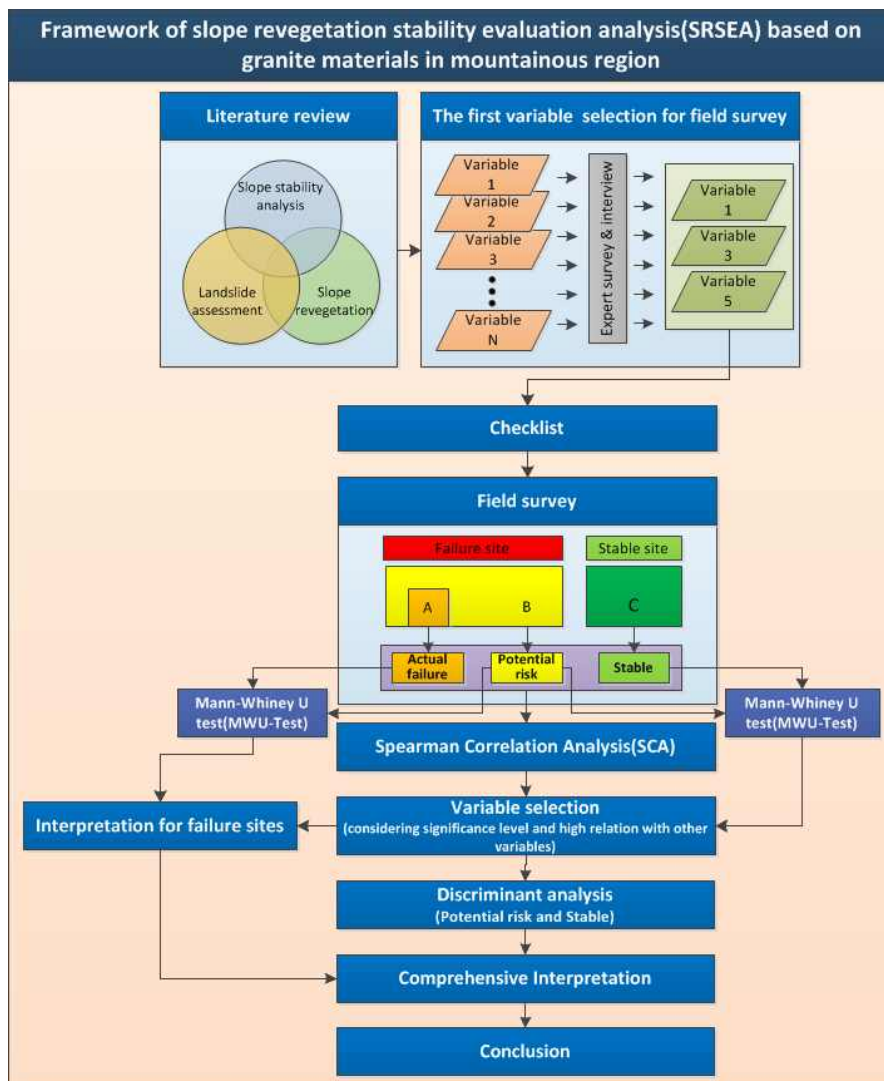 Framework of slope revegetation stability evaluation analysis(SRSEA) based on
granite materials in mountainous region
Literature review
Slope stability
analysis
Landslide
assessment
Slope
revegetation
The first variable selection for field survey
Variable
1
Variable
2
Variable
3
Variable
N
Expert survey & interview
Variable
1
Variable
3
Variable
5
Checklist
Field survey
Failure site
Stable site
A
B
C
Actual
failure
Potential
risk
Stable
Mann-Whiney U
test(MWU-Test)
Mann-Whiney U
test(MWU-Test)
Spearman Correlation Analysis(SCA)
Interpretation for failure sites
Variable selection
(considering significance level and high relation with other
variables)
Discriminant analysis
(Potential risk and Stable)
Comprehensive Interpretation
Conclusion